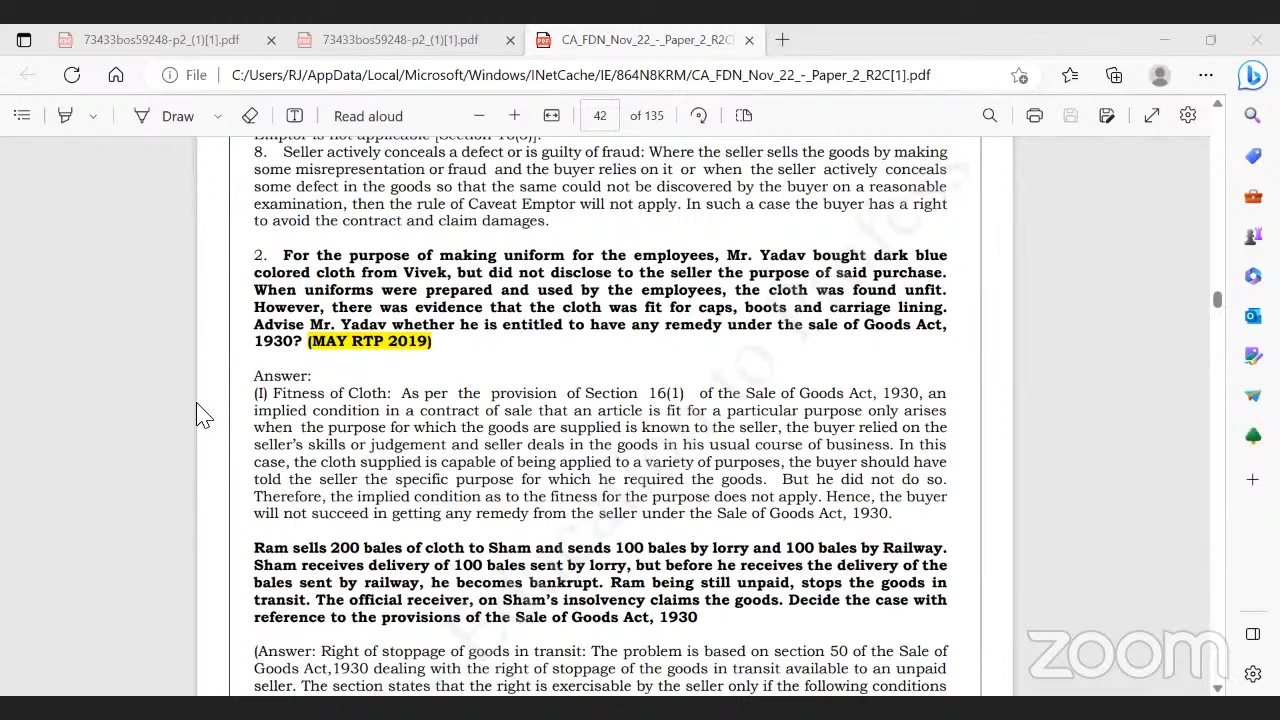 73433bos59248-p2_(1)[1].pdf
73433bos59248-p2_(1)[1].pdf
CA_FDN_Nov_22_-_Paper_2_R2C[
File
C:/Users/RJ/AppData/Local/Microsoft/Windows/INetCache/IE/864N8KRM/CA_FDN_Nov_22_-_Paper_2_R2C[1].pdf
Draw
Read aloud
42
of 135
8. Seller actively conceals a defect or is guilty of fraud: Where the seller sells the goods by making
some misrepresentation or fraud and the buyer relies on it or when the seller actively conceals
some defect in the goods so that the same could not be discovered by the buyer on a reasonable
examination, then the rule of Caveat Emptor will not apply. In such a case the buyer has a right
to avoid the contract and claim damages.
2. For the purpose of making uniform for the employees, Mr. Yadav bought dark blue
colored cloth from Vivek, but did not disclose to the seller the purpose of said purchase.
When uniforms were prepared and used by the employees, the cloth was found unfit.
However, there was evidence that the cloth was fit for caps, boots and carriage lining.
Advise Mr. Yadav whether he is entitled to have any remedy under the sale of Goods Act,
1930? (MAY RTP 2019)
Answer:
(I) Fitness of Cloth: As per the provision of Section 16(1) of the Sale of Goods Act, 1930, an
implied condition in a contract of sale that an article is fit for a particular purpose only arises
when the purpose for which the goods are supplied is known to the seller, the buyer relied on the
seller's skills or judgement and seller deals in the goods in his usual course of business. In this
case, the cloth supplied is capable of being applied to a variety of purposes, the buyer should have
told the seller the specific purpose for which he required the goods. But he did not do so.
Therefore, the implied condition as to the fitness for the purpose does not apply. Hence, the buyer
will not succeed in getting any remedy from the seller under the Sale of Goods Act, 1930.
Ram sells 200 bales of cloth to Sham and sends 100 bales by lorry and 100 bales by Railway.
Sham receives delivery of 100 bales sent by lorry, but before he receives the delivery of the
bales sent by railway, he becomes bankrupt. Ram being still unpaid, stops the goods in
transit. The official receiver, on Sham's insolvency claims the goods. Decide the case with
reference to the provisions of the Sale of Goods Act, 1930
(Answer: Right of stoppage of goods in transit: The problem is based on section 50 of the Sale of
Goods Act,1930 dealing with the right of stoppage of the goods in transit available to an unpaid
seller. The section states that the right is exercisable by the seller only if the following conditions
zoom